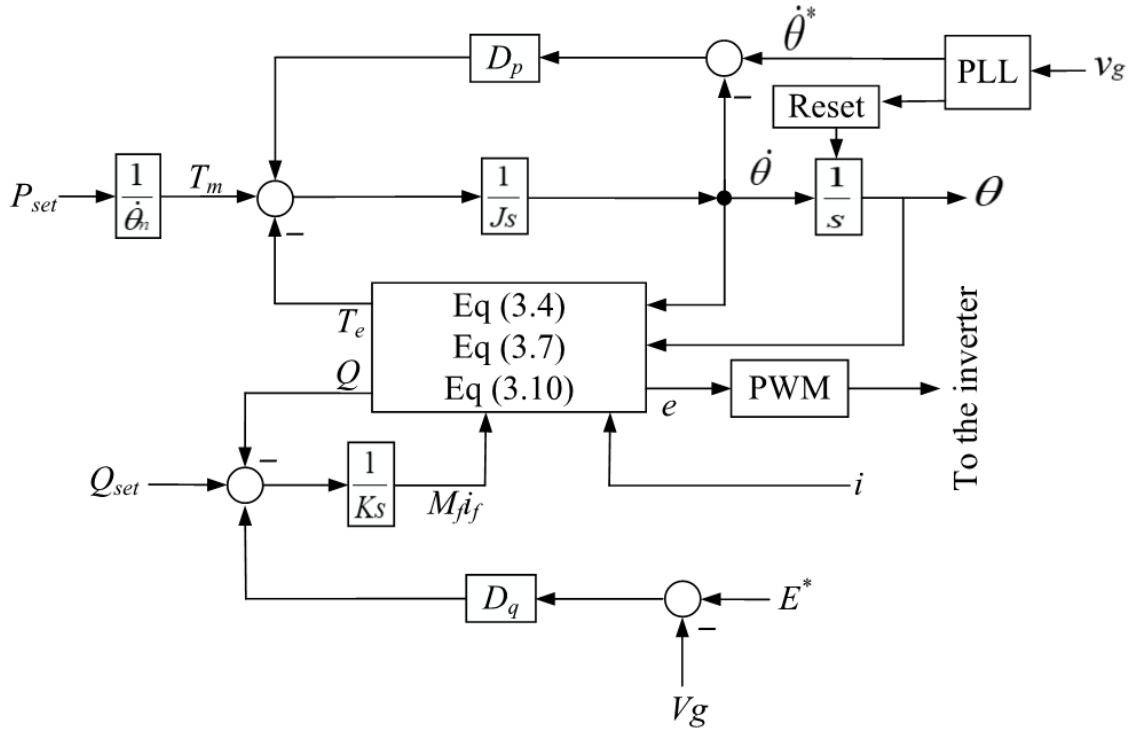 θ̇*
D_p
PLL
v_g
−
Reset
P_set
1/θ̇_n
T_m
1/Js
θ̇
1/s
θ
−
Eq (3.4)
Eq (3.7)
Eq (3.10)
T_e
Q
e
PWM
To the inverter
−
Q_set
1/Ks
M_f i_f
i
D_q
E*
−
Vg